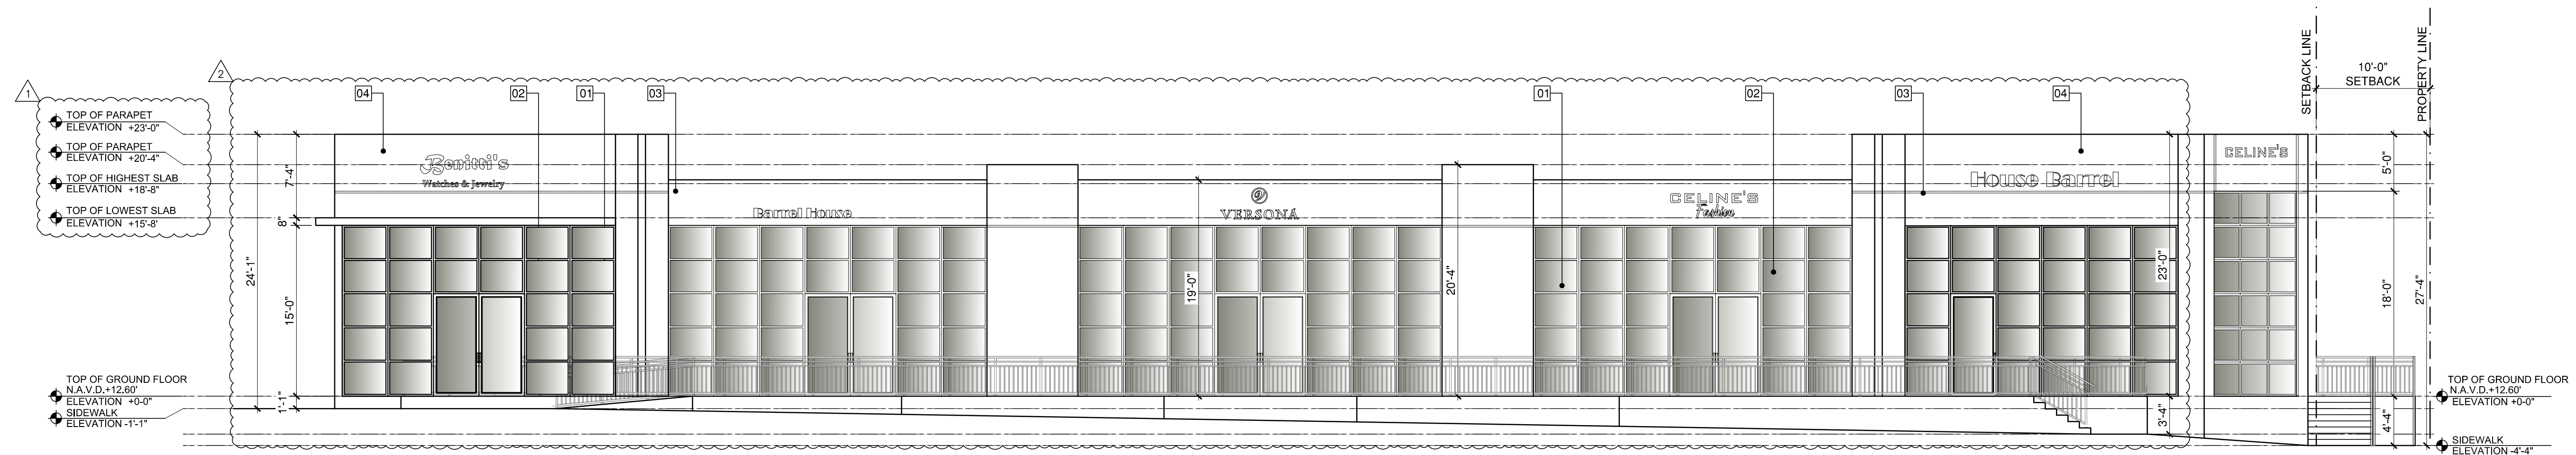 1
TOP OF PARAPET
ELEVATION +23'-0"
TOP OF PARAPET
ELEVATION +20'-4"
TOP OF HIGHEST SLAB
ELEVATION +18'-8"
TOP OF LOWEST SLAB
ELEVATION +15'-8'
TOP OF GROUND FLOOR
N.A.V.D.+12.60'
ELEVATION +0-0"
SIDEWALK
ELEVATION -1'-1"
2
24'-1"
7'-4"
8"
15'-0"
1'-1"
04
02
01
03
01
02
03
04
Benitti's
Watches & Jewelry
Barrel House
VERSONA
CELINE'S
Fashion
House Barrel
CELINE'S
19'-0"
20'-4"
23'-0"
3'-4"
SETBACK LINE
10'-0"
SETBACK
PROPERTY LINE
5'-0"
18'-0"
27'-4"
4'-4"
TOP OF GROUND FLOOR
N.A.V.D.+12.60'
ELEVATION +0-0"
SIDEWALK
ELEVATION -4'-4"